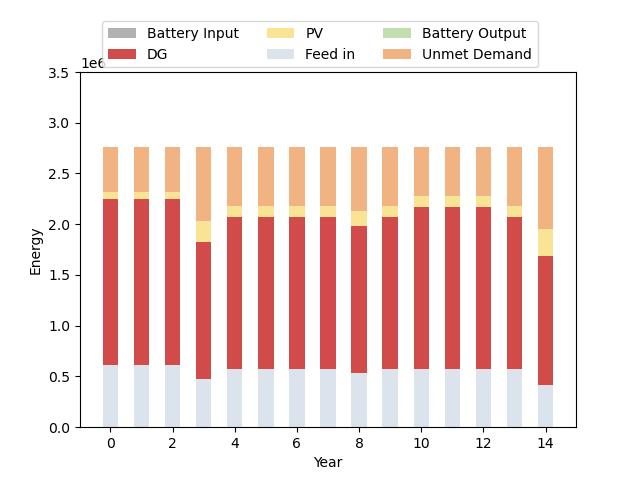 Battery Input PV Battery Output
DG Feed in Unmet Demand
1e6
3.5
3.0
2.5
2.0
1.5
1.0
0.5
0.0
Energy
0 2 4 6 8 10 12 14
Year